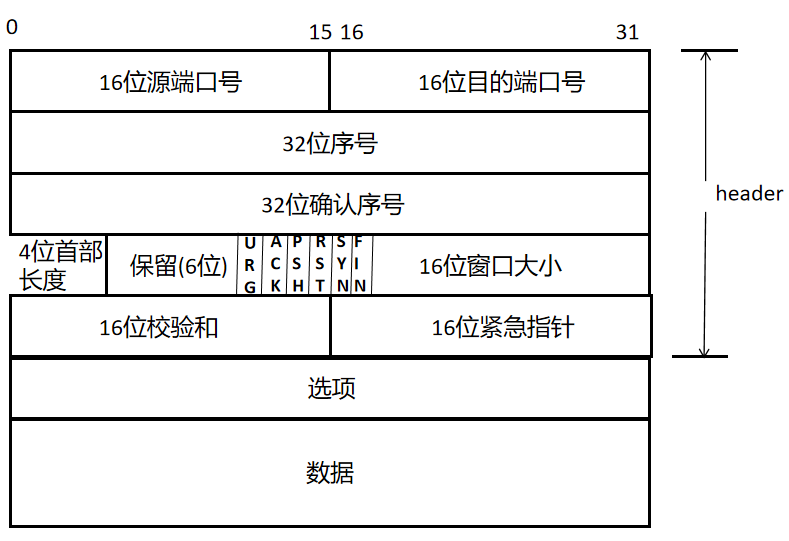 0 15 16 31
16位源端口号 16位目的端口号
32位序号
32位确认序号
header
4位首部
长度
保留(6位)
URG
ACK
PSH
RST
SYN
FIN
16位窗口大小
16位校验和 16位紧急指针
选项
数据